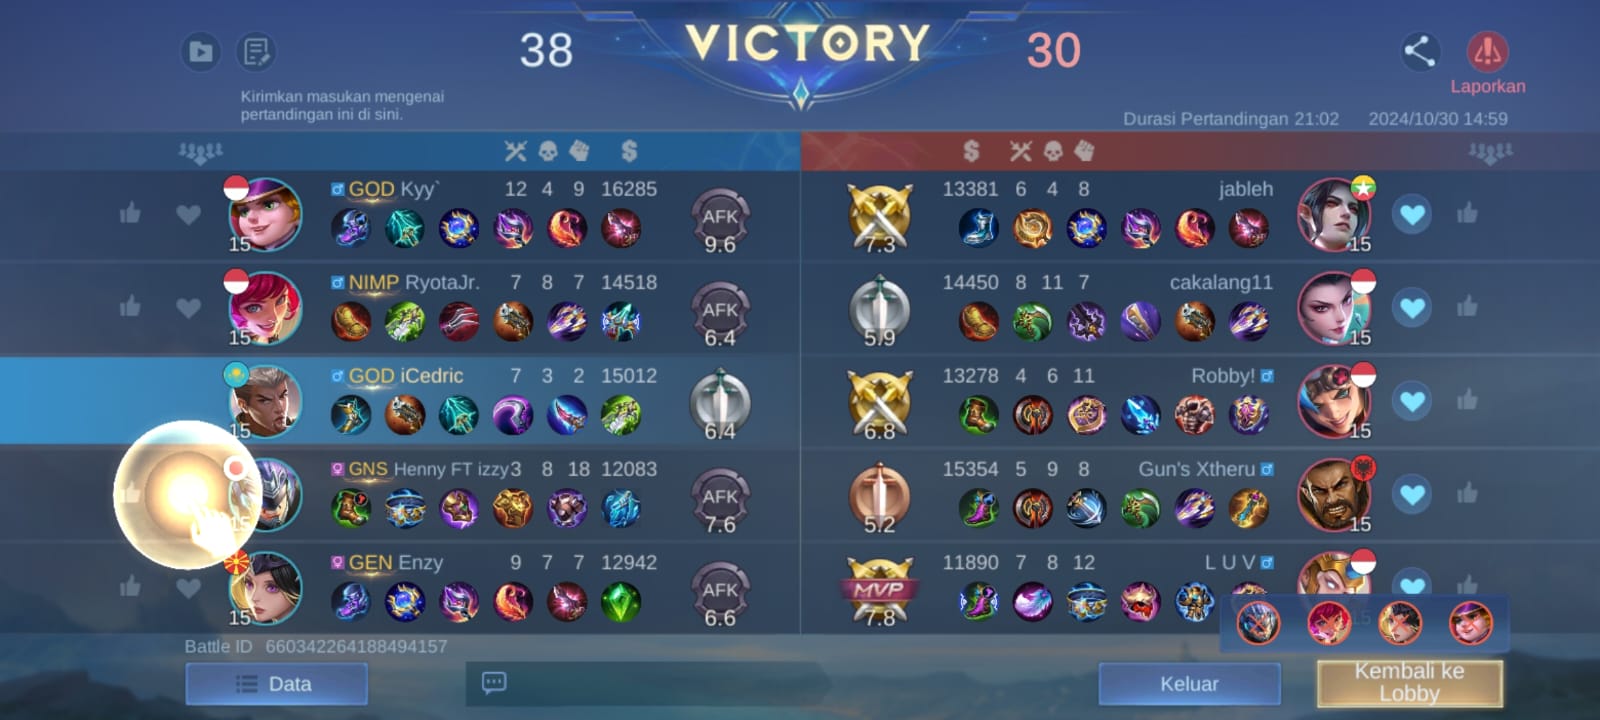 38 VICTORY 30
Laporkan
Kirimkan masukan mengenai
pertandingan ini di sini.
Durasi Pertandingan 21:02 2024/10/30 14:59
GOD Kyy` 12 4 9 16285
15 AFK 9.6
NIMP RyotaJr. 7 8 7 14518
15 AFK 6.4
GOD iCedric 7 3 2 15012
15 6.4
GNS Henny FT izzy 3 8 18 12083
15 AFK 7.6
GEN Enzy 9 7 7 12942
15 AFK 6.6
13381 6 4 8 jableh
7.3 15
14450 8 11 7 cakalang11
5.9 15
13278 4 6 11 Robby!
6.8 15
15354 5 9 8 Gun's Xtheru
5.2 15
11890 7 8 12 L U V
MVP 7.8 15
Battle ID 660342264188494157
Data
Keluar
Kembali ke
Lobby